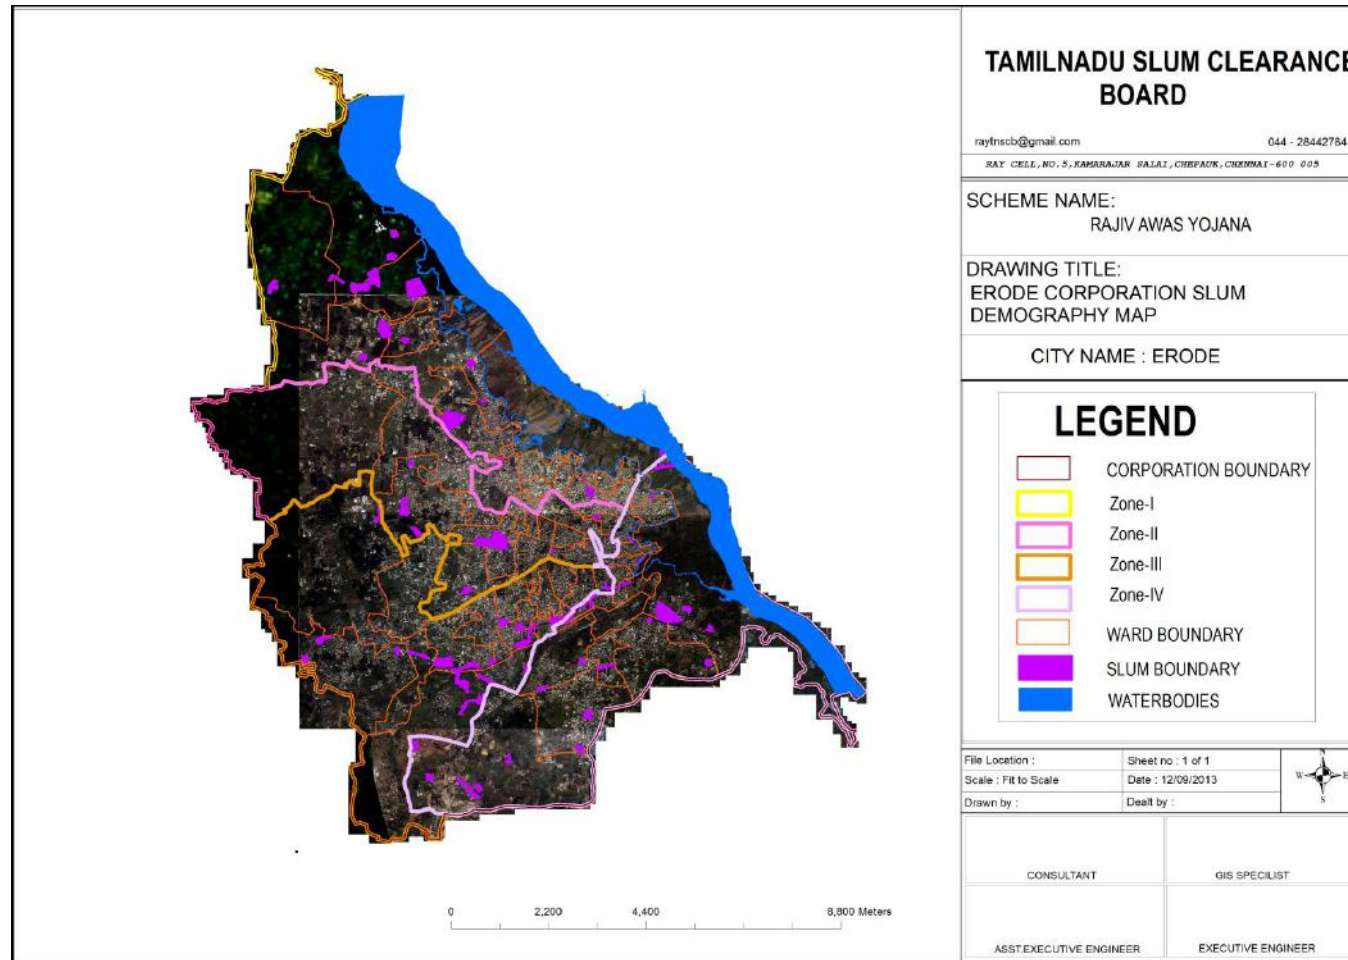 TAMILNADU SLUM CLEARANCE
BOARD
raytnscb@gmail.com 044 - 28442784
RAY CELL,NO.5,KAMARAJAR SALAI,CHEPAUK,CHENNAI-600 005
SCHEME NAME:
RAJIV AWAS YOJANA
DRAWING TITLE:
ERODE CORPORATION SLUM
DEMOGRAPHY MAP
CITY NAME : ERODE
LEGEND
CORPORATION BOUNDARY
Zone-I
Zone-II
Zone-III
Zone-IV
WARD BOUNDARY
SLUM BOUNDARY
WATERBODIES
File Location : Sheet no : 1 of 1
Scale : Fit to Scale Date : 12/09/2013
Drawn by : Dealt by :
N
W E
S
CONSULTANT GIS SPECILIST
ASST.EXECUTIVE ENGINEER EXECUTIVE ENGINEER
0 2,200 4,400 8,800 Meters